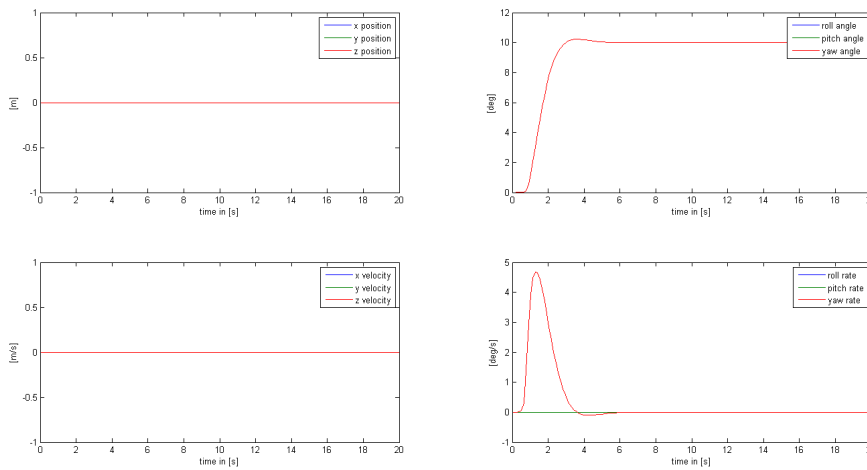 1
0.5
0
-0.5
-1
[m]
0 2 4 6 8 10 12 14 16 18 20
time in [s]
x position
y position
z position
12
10
8
6
4
2
0
[deg]
0 2 4 6 8 10 12 14 16 18
time in [s]
roll angle
pitch angle
yaw angle
1
0.5
0
-0.5
-1
[m/s]
0 2 4 6 8 10 12 14 16 18 20
time in [s]
x velocity
y velocity
z velocity
5
4
3
2
1
0
-1
[deg/s]
0 2 4 6 8 10 12 14 16 18
time in [s]
roll rate
pitch rate
yaw rate